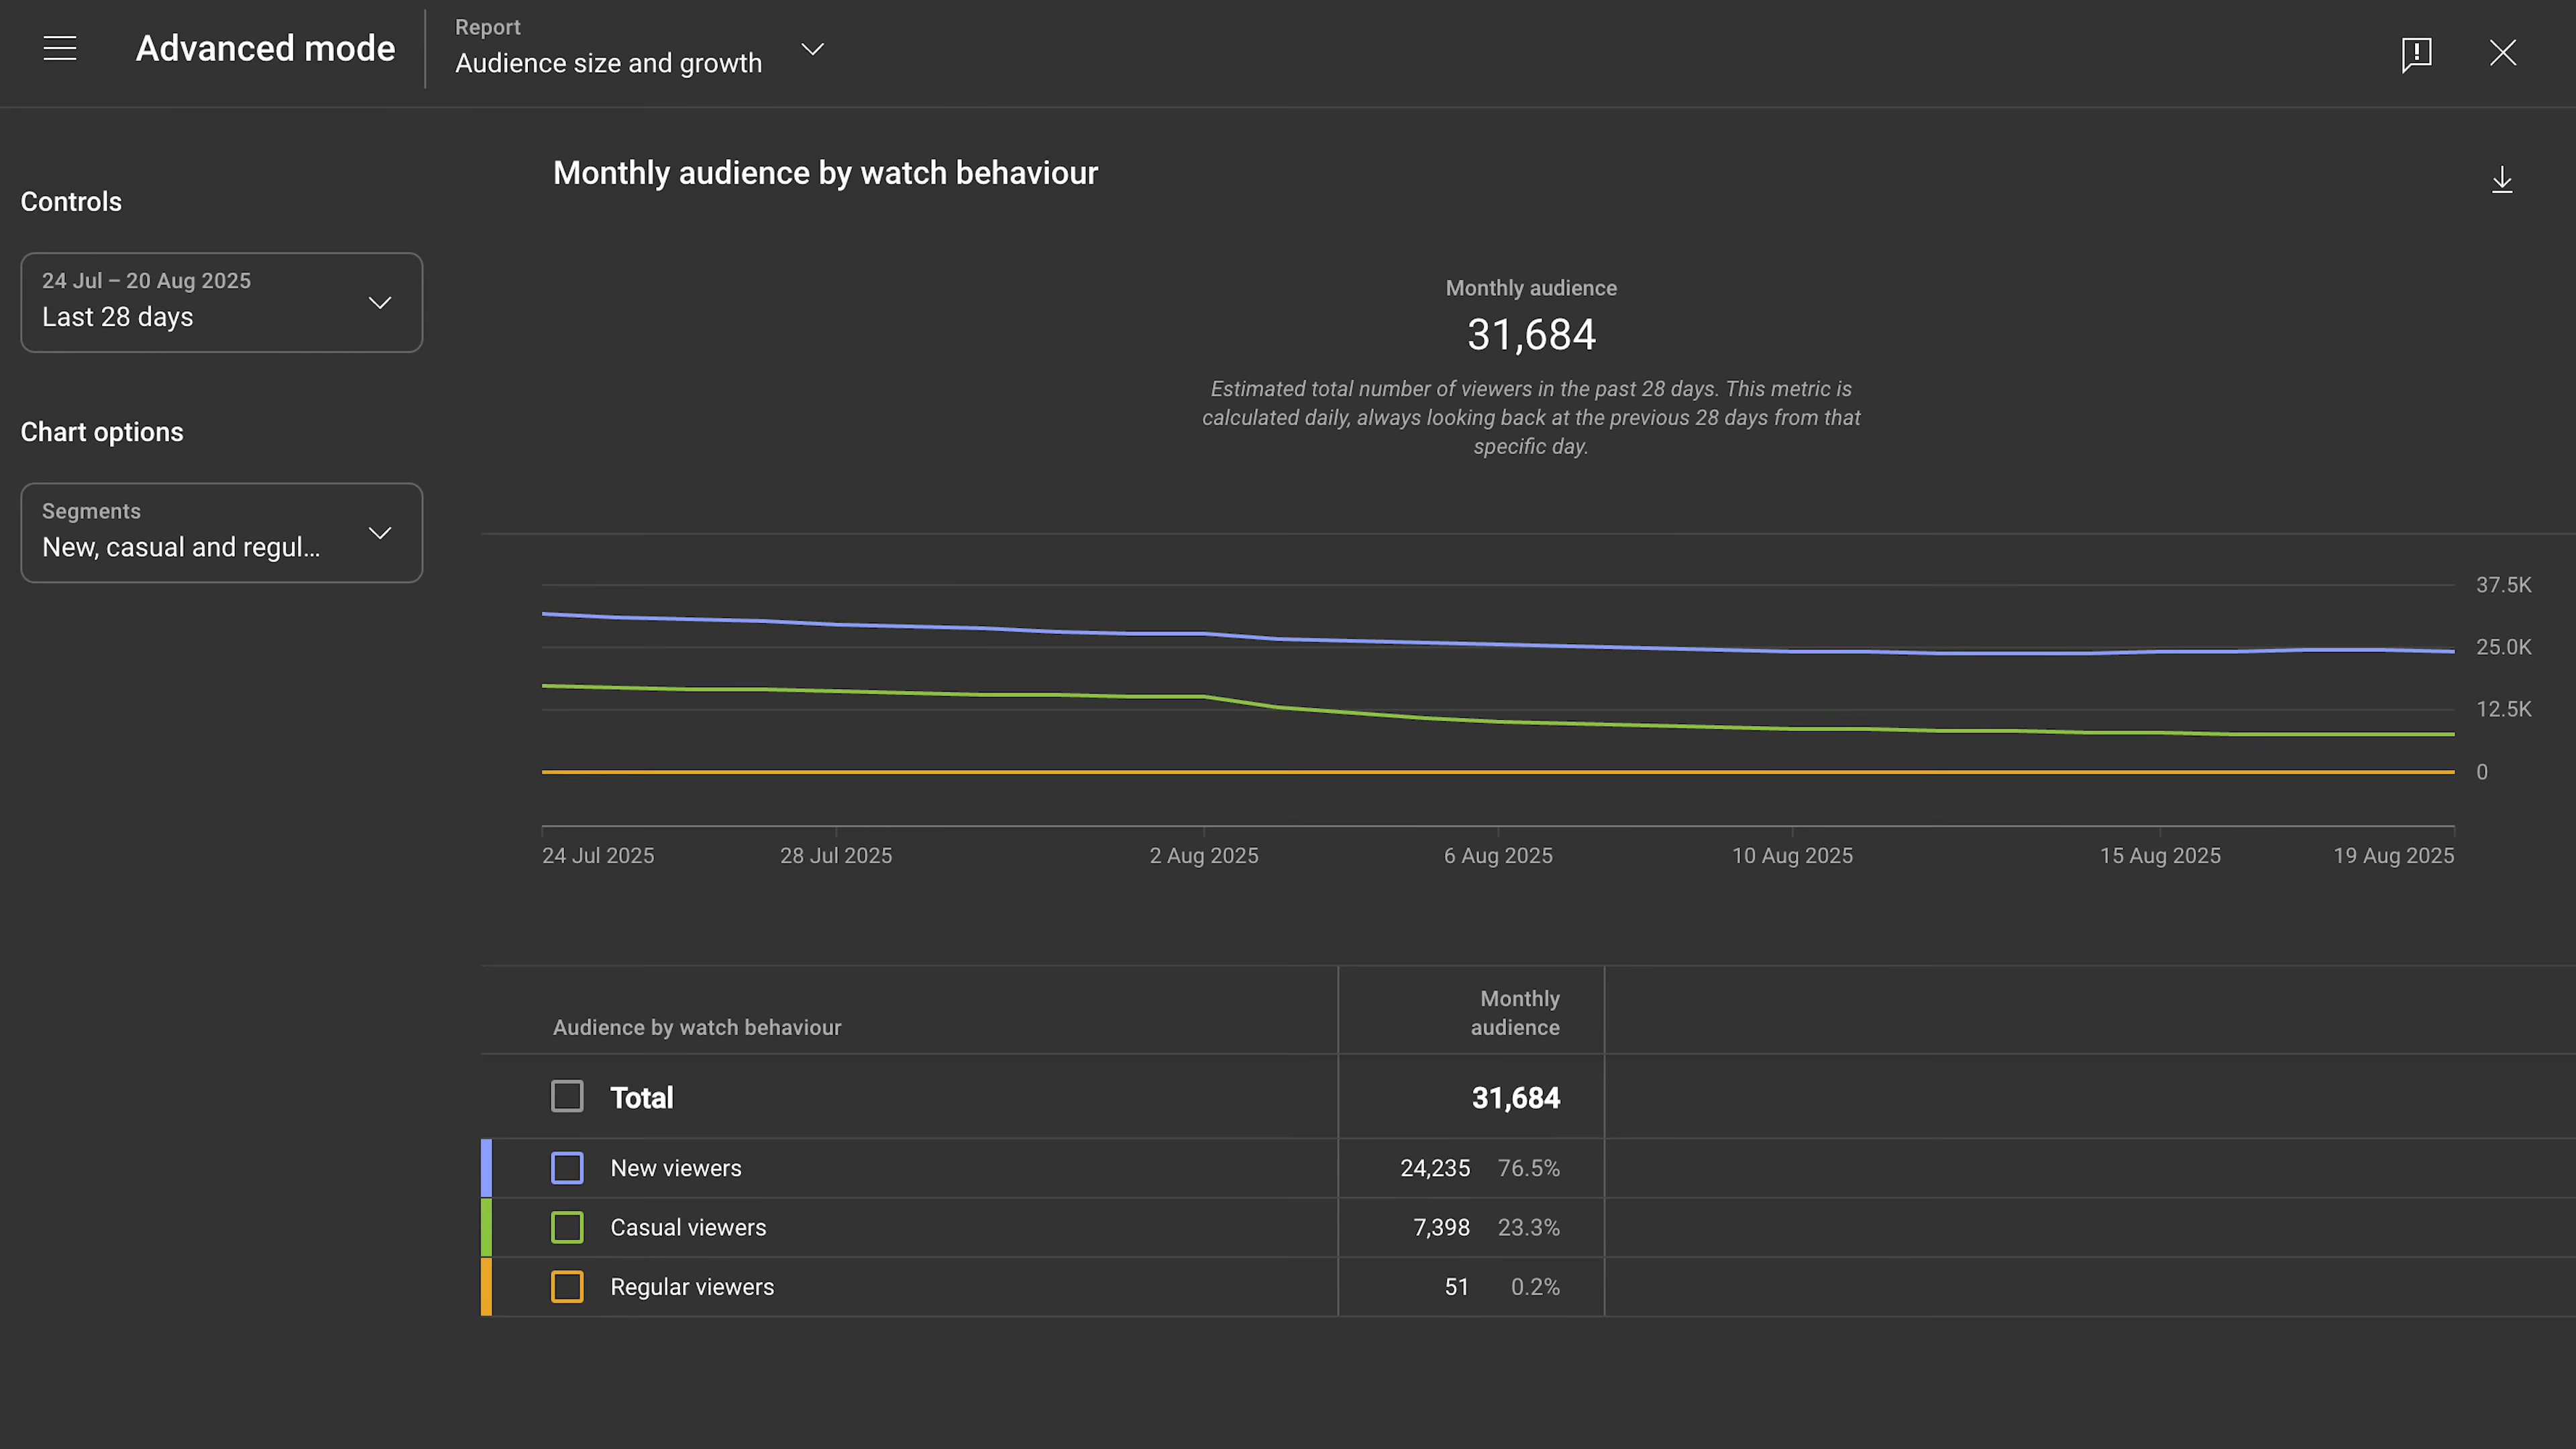 Advanced mode
Report
Audience size and growth
Controls
24 Jul – 20 Aug 2025
Last 28 days
Chart options
Segments
New, casual and regul...
Monthly audience by watch behaviour
Monthly audience
31,684
Estimated total number of viewers in the past 28 days. This metric is
calculated daily, always looking back at the previous 28 days from that
specific day.
37.5K
25.0K
12.5K
0
24 Jul 2025 28 Jul 2025 2 Aug 2025 6 Aug 2025 10 Aug 2025 15 Aug 2025 19 Aug 2025
Audience by watch behaviour
Monthly
audience
Total 31,684
New viewers 24,235 76.5%
Casual viewers 7,398 23.3%
Regular viewers 51 0.2%